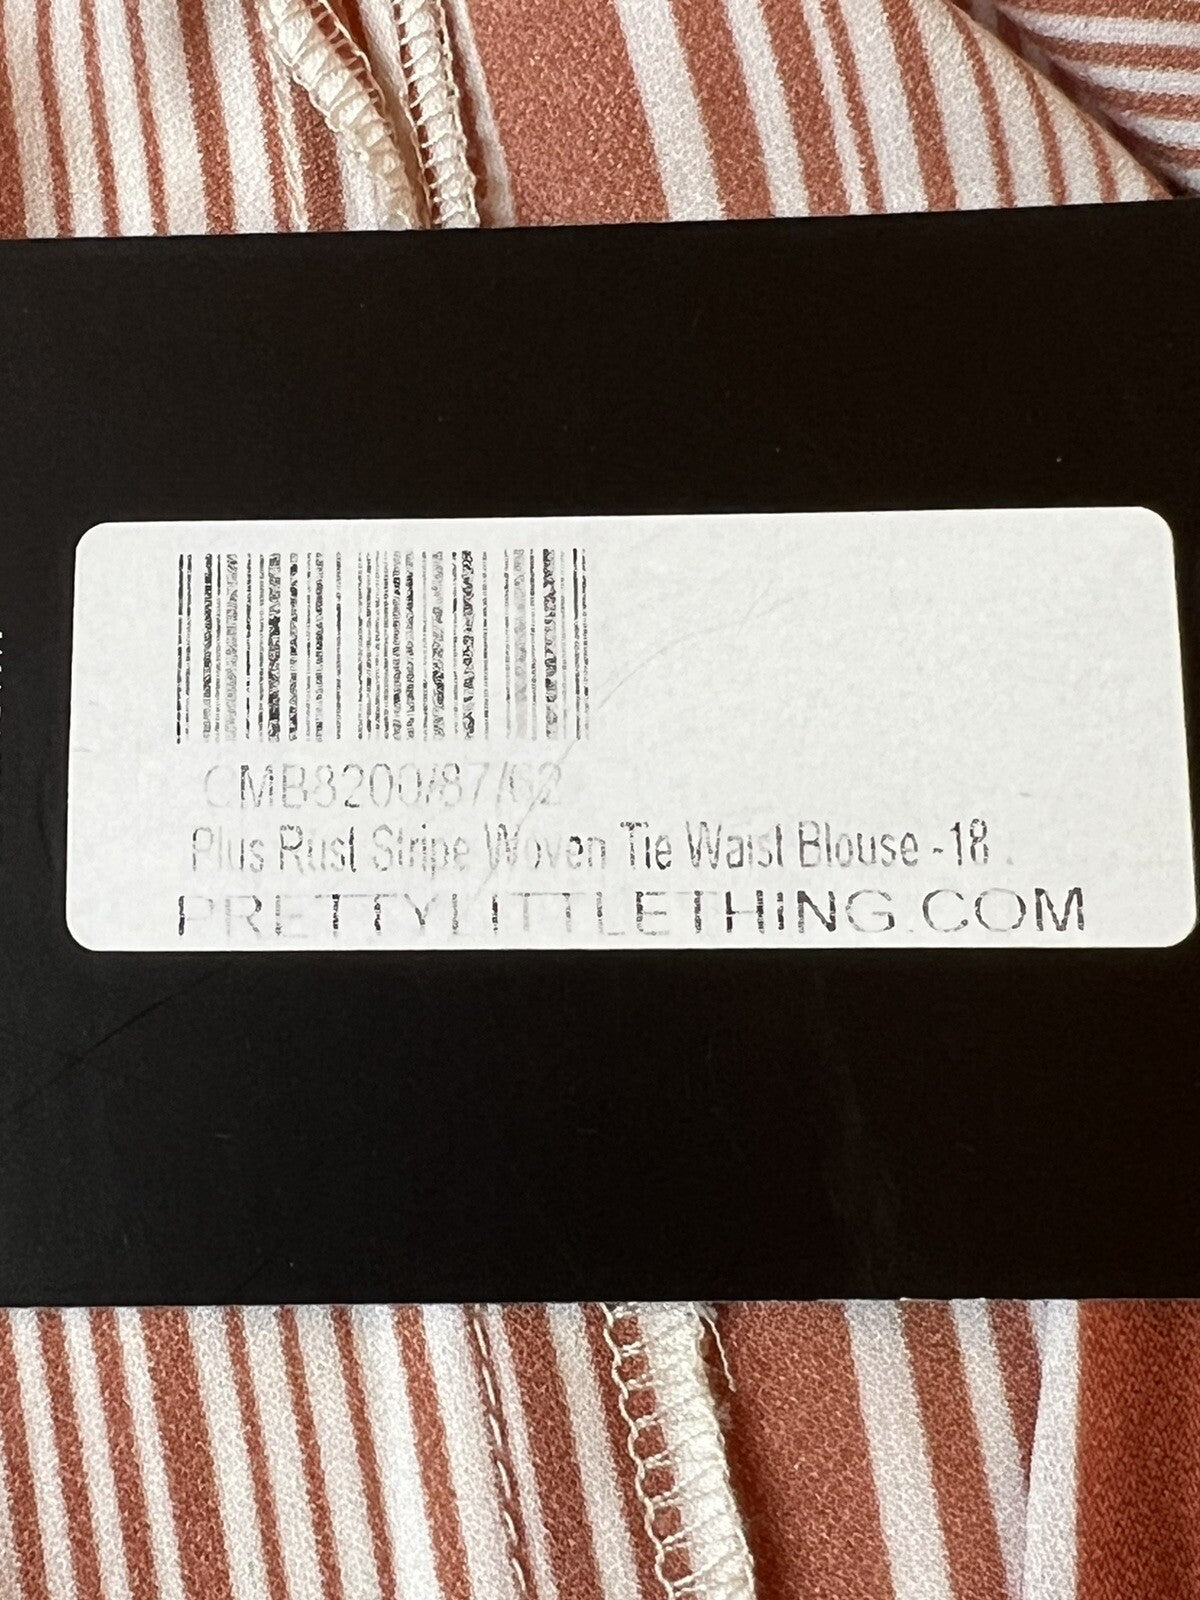 CMB8200/87/62
Plus Rust Stripe Woven Tie Waist Blouse -18 .
PRETTYLITTLETHING.COM